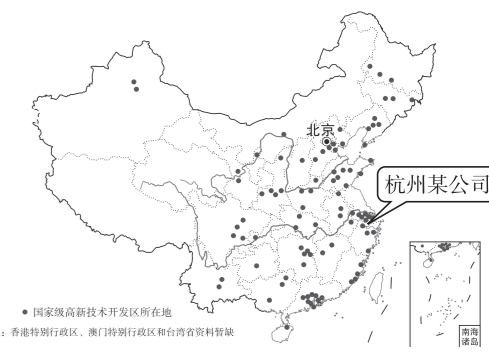 北京
杭州某公司
国家级高新技术开发区所在地
：香港特别行政区、澳门特别行政区和台湾省资料暂缺
南海
诸岛